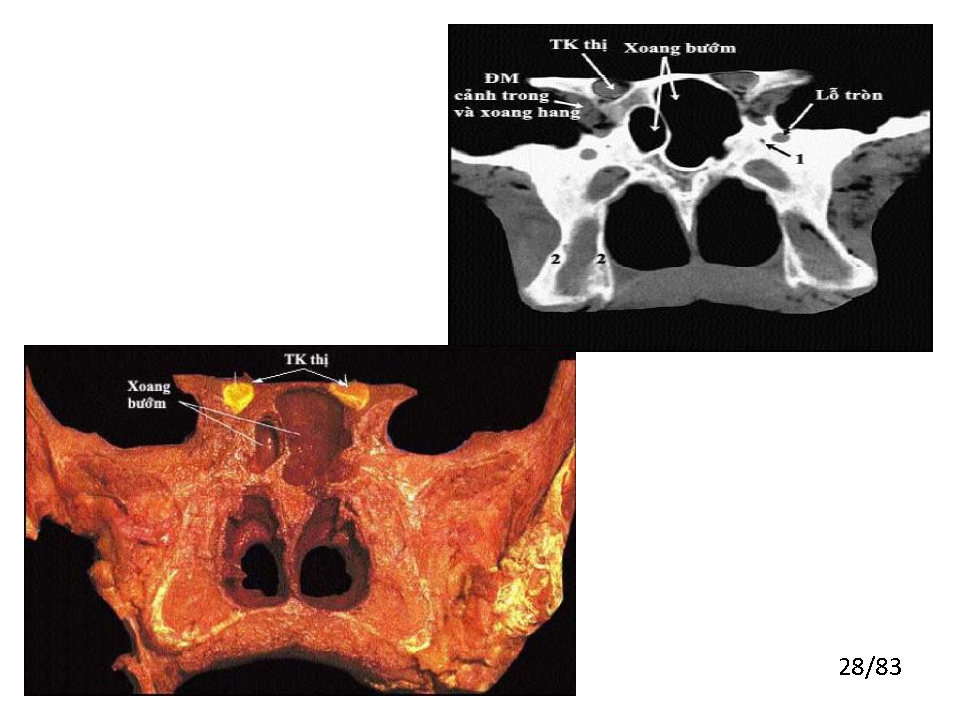 TK thị
Xoang bướm
ĐM
cảnh trong
và xoang hang
Lỗ tròn
1
2
2
TK thị
Xoang
bướm
28/83